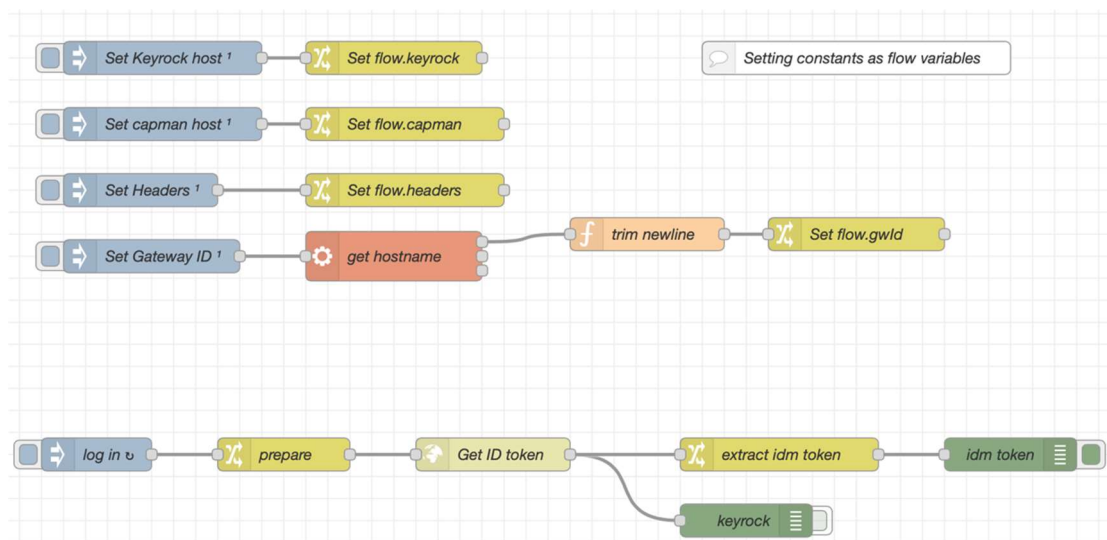 Set Keyrock host ¹
Set flow.keyrock
Setting constants as flow variables
Set capman host ¹
Set flow.capman
Set Headers ¹
Set flow.headers
trim newline
Set flow.gwId
Set Gateway ID ¹
get hostname
log in ↻
prepare
Get ID token
extract idm token
idm token
keyrock